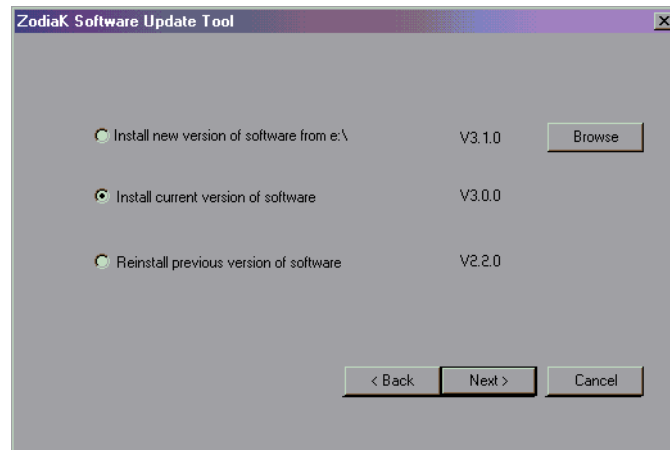 ZodiaK Software Update Tool
Install new version of software from e:\ V3.1.0 Browse
Install current version of software V3.0.0
Reinstall previous version of software V2.2.0
< Back Next > Cancel